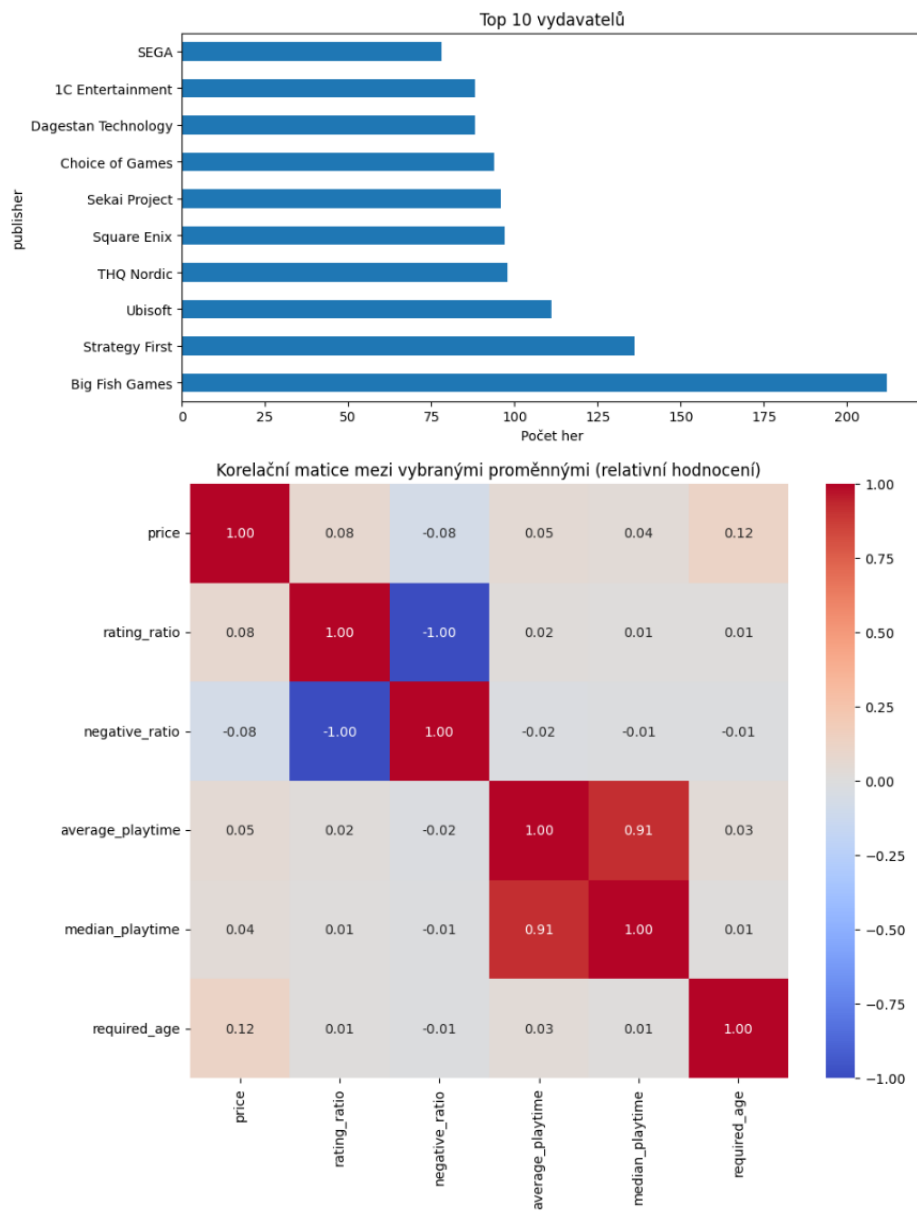 Top 10 vydavatelů
SEGA
1C Entertainment
Dagestan Technology
Choice of Games
Sekai Project
Square Enix
THQ Nordic
Ubisoft
Strategy First
Big Fish Games
publisher
0 25 50 75 100 125 150 175 200
Počet her
Korelační matice mezi vybranými proměnnými (relativní hodnocení)
price 1.00 0.08 -0.08 0.05 0.04 0.12
rating_ratio 0.08 1.00 -1.00 0.02 0.01 0.01
negative_ratio -0.08 -1.00 1.00 -0.02 -0.01 -0.01
average_playtime 0.05 0.02 -0.02 1.00 0.91 0.03
median_playtime 0.04 0.01 -0.01 0.91 1.00 0.01
required_age 0.12 0.01 -0.01 0.03 0.01 1.00
price
rating_ratio
negative_ratio
average_playtime
median_playtime
required_age
1.00
0.75
0.50
0.25
0.00
−0.25
−0.50
−0.75
−1.00